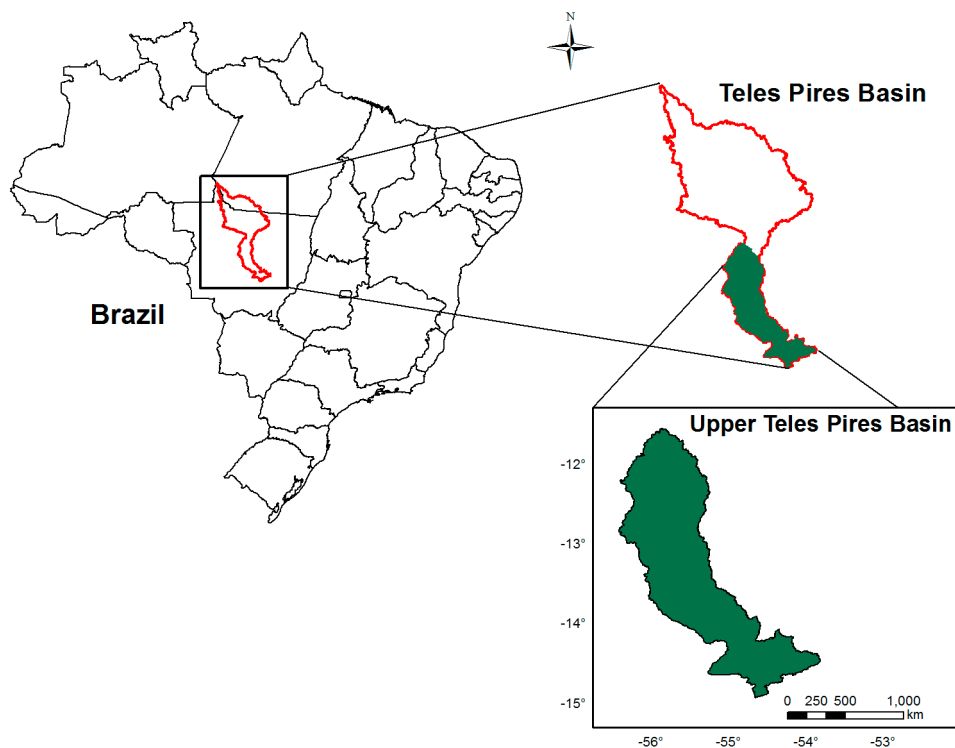 N
Teles Pires Basin
Brazil
Upper Teles Pires Basin
-12°
-13°
-14°
-15°
0 250 500 1,000
km
-56° -55° -54° -53°